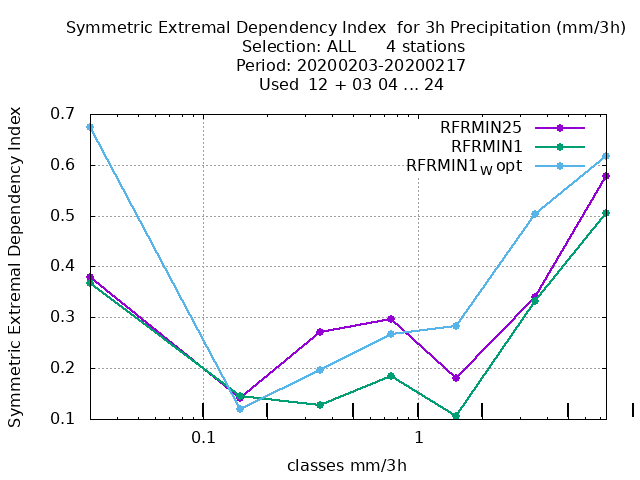 Symmetric Extremal Dependency Index  for 3h Precipitation (mm/3h)
Selection: ALL      4 stations
Period: 20200203-20200217
Used  12 + 03 04 ... 24
Symmetric Extremal Dependency Index
0.7
0.6
0.5
0.4
0.3
0.2
0.1
RFRMIN25
RFRMIN1
RFRMIN1W opt
0.1
1
classes mm/3h